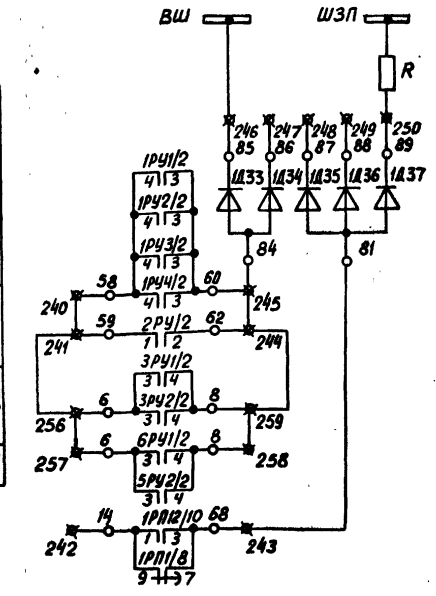 ВШ ШЗП
R
246 247 248 249 250
85 86 87 88 89
1Д33 1Д34 1Д35 1Д36 1Д37
84 81
1РУ1/2
4 3
1РУ2/2
4 3
1РУ3/2
4 3
58 1РУ4/2 60
240 4 3 245
59 2РУ/2 62
241 1 2 244
3РУ1/2
3 4
6 3РУ2/2 8
256 3 4 259
6 6РУ1/2 8
257 3 4 258
5РУ2/2
3 4
14 1РП12/10 68
242 1 3 243
1РП1/8
9 7